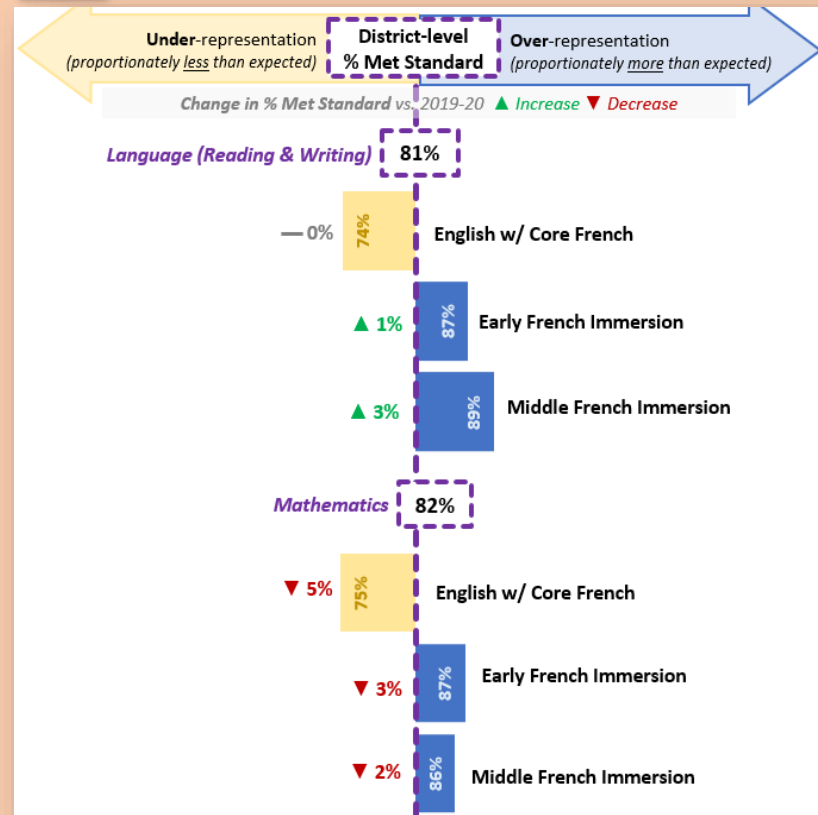 Under-representation
(proportionately less than expected)
District-level
% Met Standard
Over-representation
(proportionately more than expected)
Change in % Met Standard vs. 2019-20 ▲ Increase ▼ Decrease
Language (Reading & Writing) 81%
— 0% 74% English w/ Core French
▲ 1% 87% Early French Immersion
▲ 3% 89% Middle French Immersion
Mathematics 82%
▼ 5% 75% English w/ Core French
▼ 3% 87% Early French Immersion
▼ 2% 86% Middle French Immersion